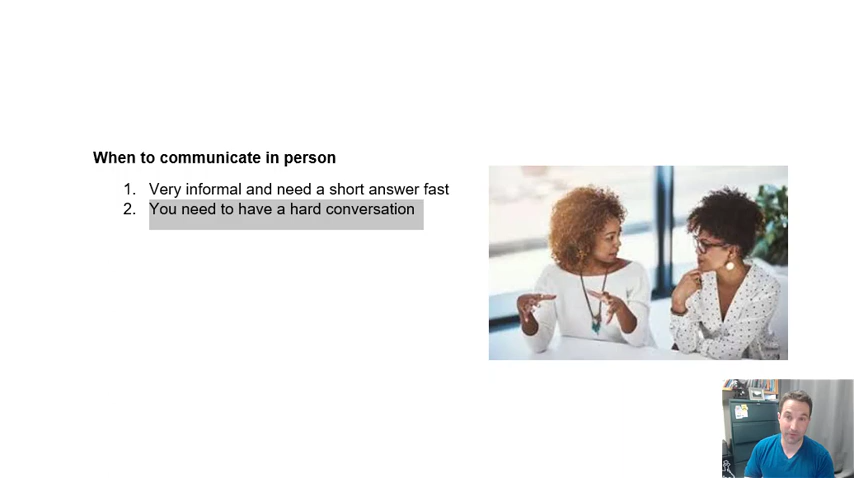 When to communicate in person
1. Very informal and need a short answer fast
2. You need to have a hard conversation